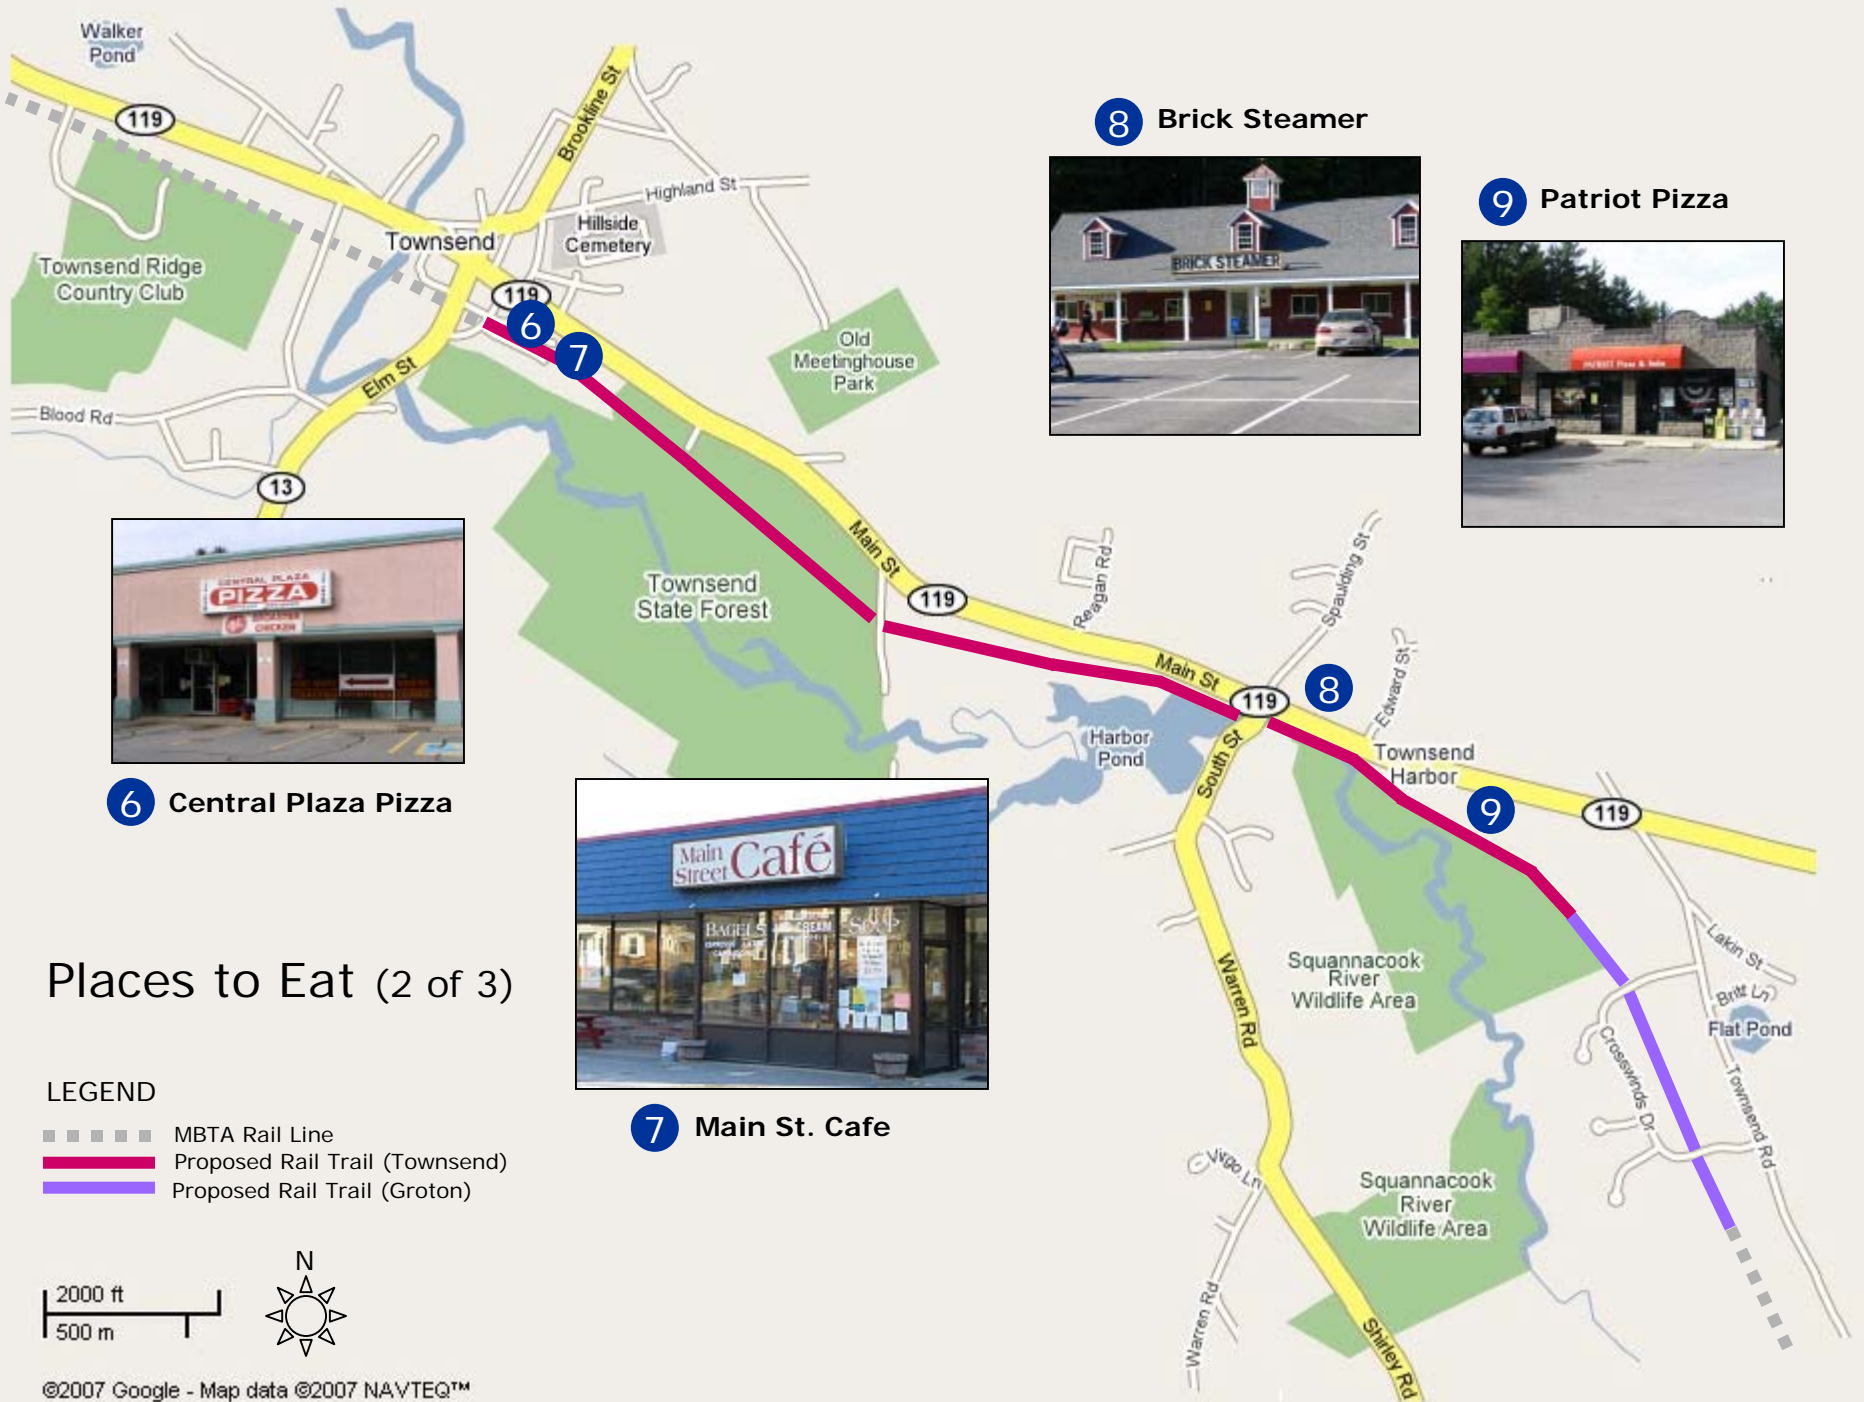 Walker
Pond
119
Brookline St
Highland St
Hillside
Cemetery
Townsend
Townsend Ridge
Country Club
119
6
7
Elm St
Blood Rd
13
Old
Meetinghouse
Park
8 Brick Steamer
BRICK STEAMER
9 Patriot Pizza
PATRIOT Pizza & Subs
CENTRAL PLAZA
PIZZA
CHICKEN
6 Central Plaza Pizza
Townsend
State Forest
Main St
119
Reagan Rd
Spaulding St
Main St
119
8
Edward St
Townsend
Harbor
9
119
Harbor
Pond
South St
Main
Street
Café
BAGELS
CREAM
SOUP
7 Main St. Cafe
Warren Rd
Squannacook
River
Wildlife Area
Lakin St
Britt Ln
Flat Pond
Crosswinds Dr
Townsend Rd
Virgo Ln
Squannacook
River
Wildlife Area
Warren Rd
Shirley Rd
Places to Eat (2 of 3)
LEGEND
MBTA Rail Line
Proposed Rail Trail (Townsend)
Proposed Rail Trail (Groton)
N
2000 ft
500 m
©2007 Google - Map data ©2007 NAVTEQ™